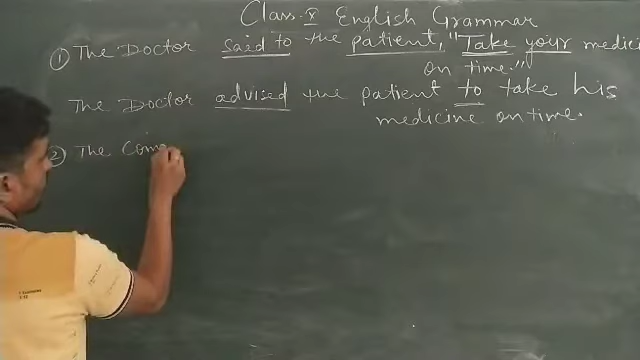 Class-X English Grammar
① The Doctor said to the patient, "Take your medici
on time."
The Doctor advised the patient to take his
medicine on time.
② The Com